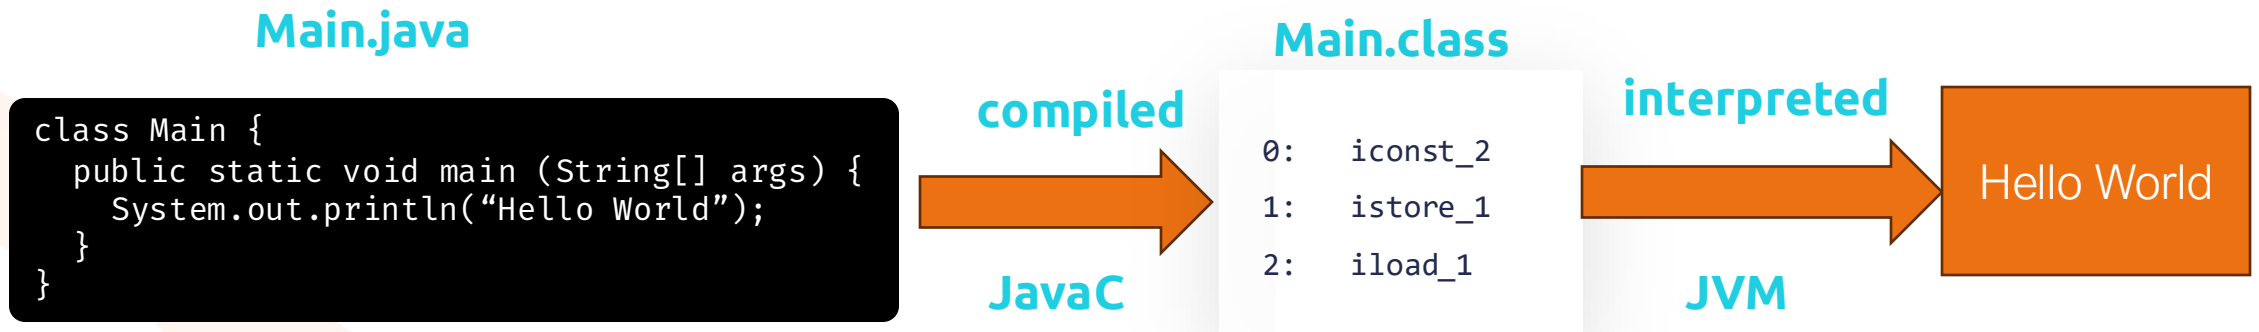 Main.java
class Main {
  public static void main (String[] args) {
    System.out.println(“Hello World”);
  }
}
compiled
JavaC
Main.class
0: iconst_2
1: istore_1
2: iload_1
interpreted
JVM
Hello World